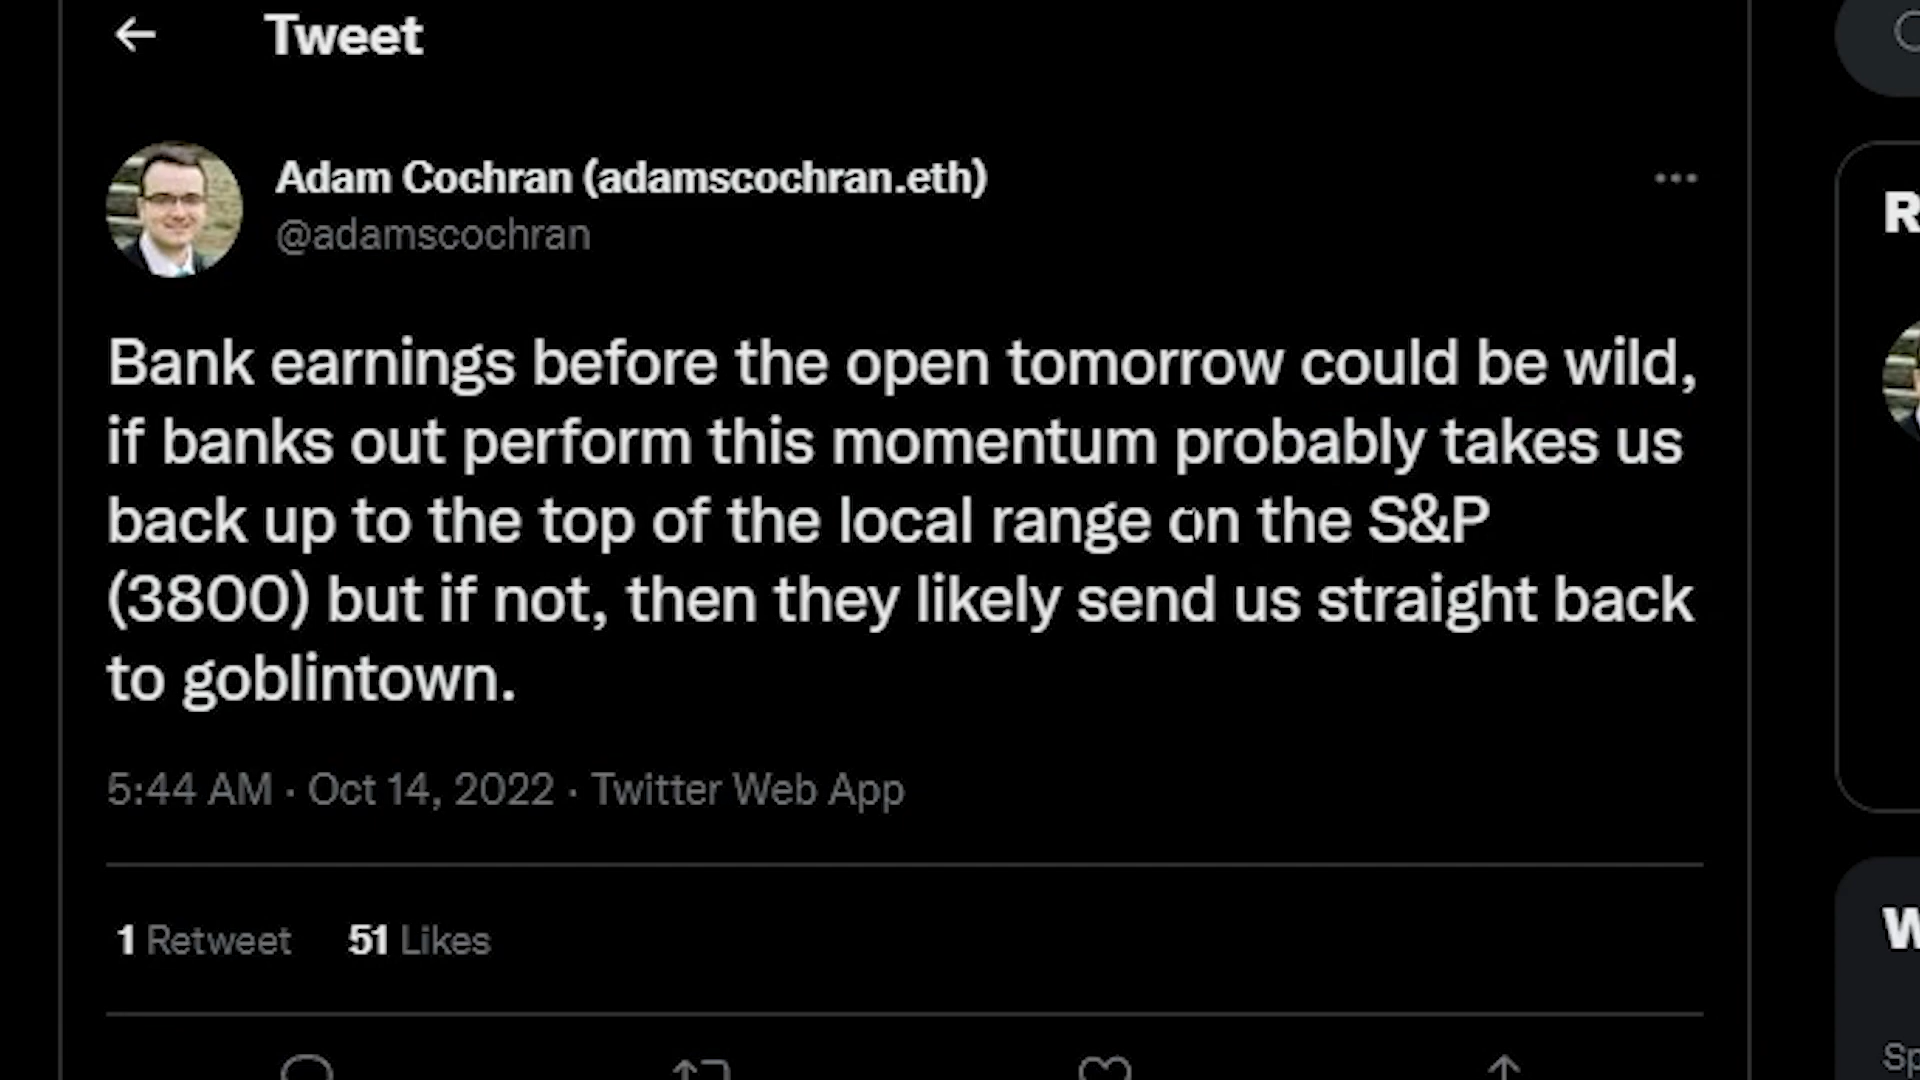 Tweet
Adam Cochran (adamscochran.eth)
@adamscochran
Bank earnings before the open tomorrow could be wild,
if banks out perform this momentum probably takes us
back up to the top of the local range on the S&P
(3800) but if not, then they likely send us straight back
to goblintown.
5:44 AM · Oct 14, 2022 · Twitter Web App
1 Retweet 51 Likes